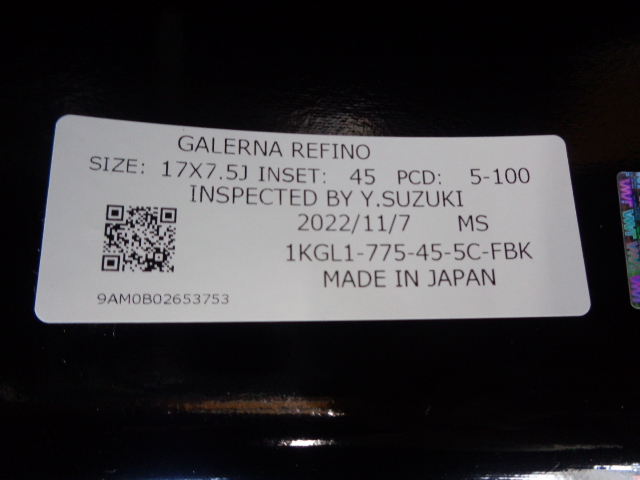 GALERNA REFINO
SIZE: 17X7.5J INSET: 45 PCD: 5-100
INSPECTED BY Y.SUZUKI
2022/11/7 MS
1KGL1-775-45-5C-FBK
MADE IN JAPAN
9AM0B02653753